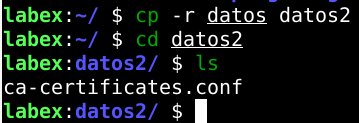 labex:~/ $ cp -r datos datos2
labex:~/ $ cd datos2
labex:datos2/ $ ls
ca-certificates.conf
labex:datos2/ $